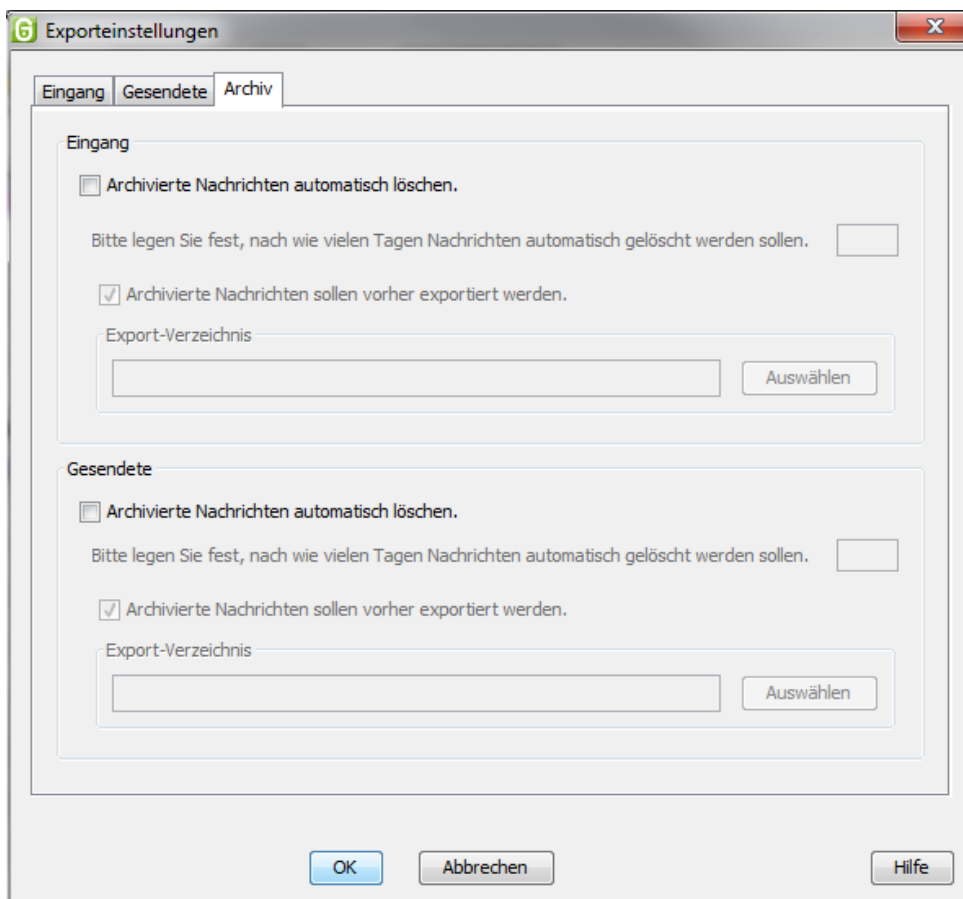 Exporteinstellungen
Eingang Gesendete Archiv
Eingang
Archivierte Nachrichten automatisch löschen.
Bitte legen Sie fest, nach wie vielen Tagen Nachrichten automatisch gelöscht werden sollen.
Archivierte Nachrichten sollen vorher exportiert werden.
Export-Verzeichnis
Auswählen
Gesendete
Archivierte Nachrichten automatisch löschen.
Bitte legen Sie fest, nach wie vielen Tagen Nachrichten automatisch gelöscht werden sollen.
Archivierte Nachrichten sollen vorher exportiert werden.
Export-Verzeichnis
Auswählen
OK Abbrechen Hilfe